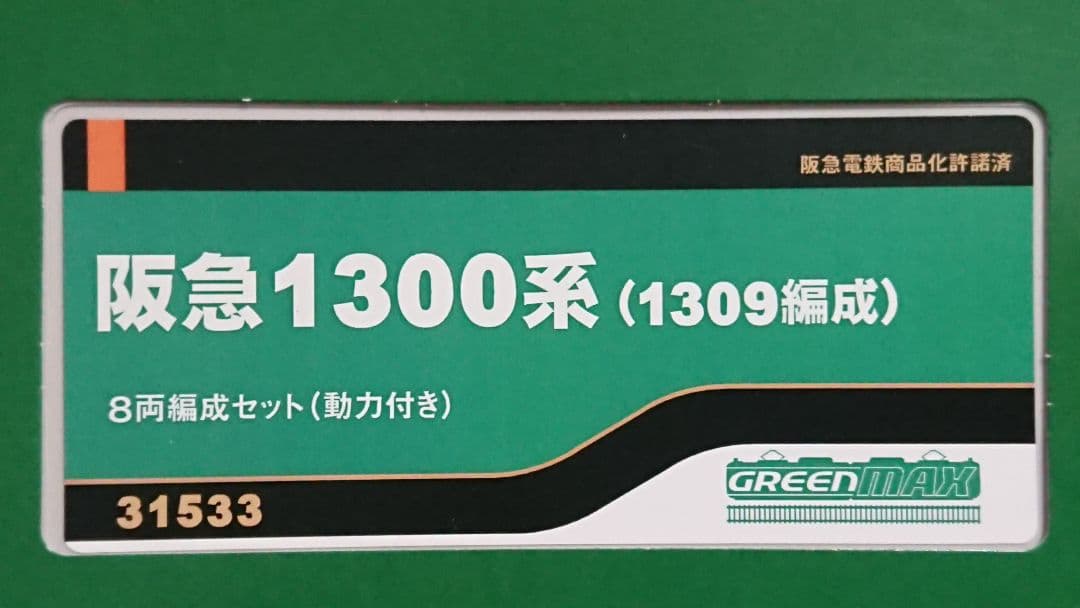 阪急電鉄商品化許諾済
阪急1300系（1309編成）
8両編成セット（動力付き）
31533
GREENMAX